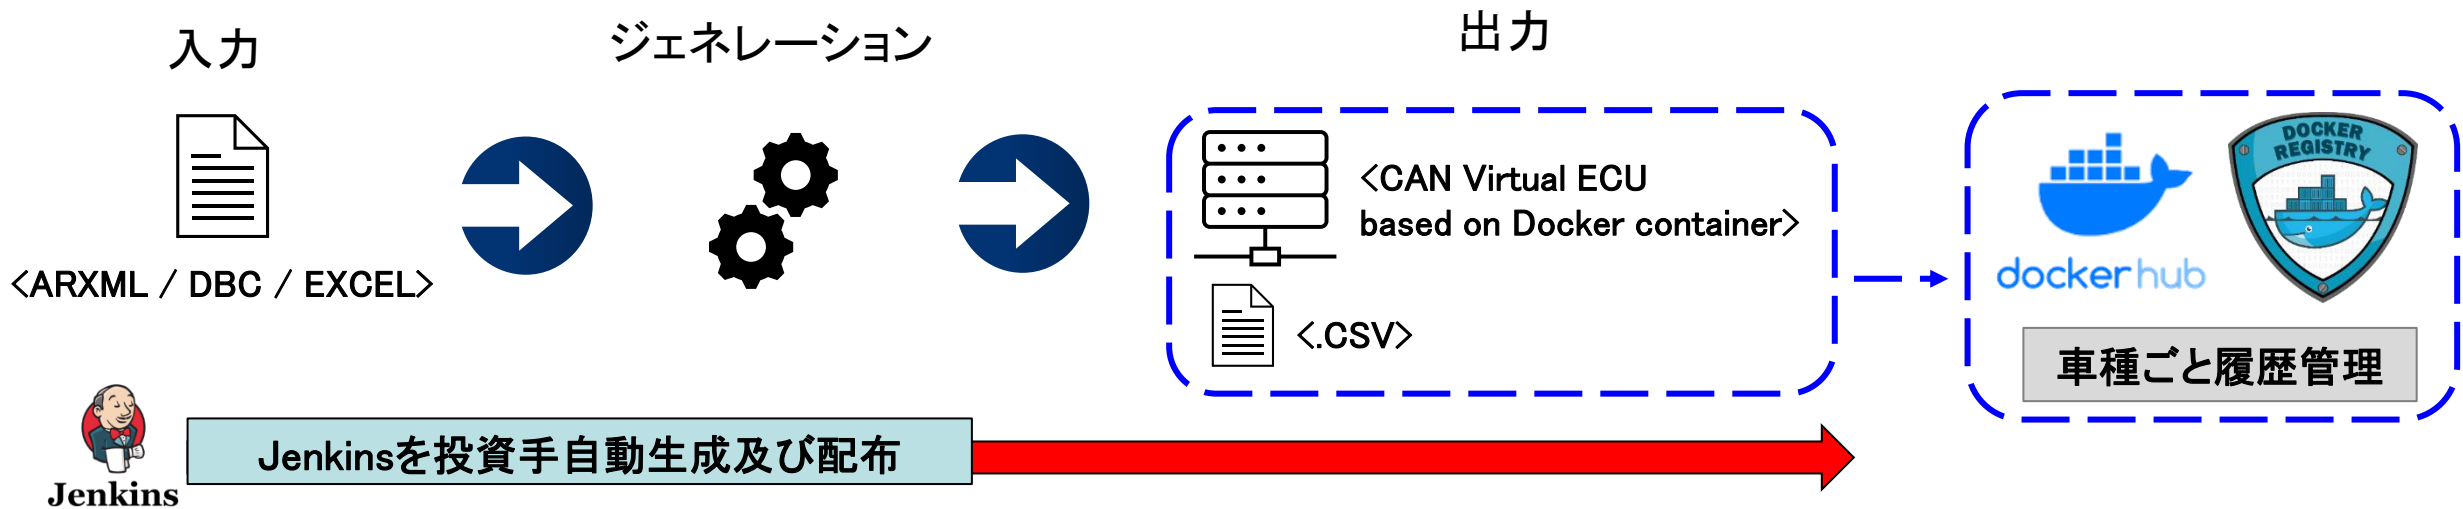 入力
ジェネレーション
出力
<ARXML / DBC / EXCEL>
<CAN Virtual ECU
based on Docker container>
<.CSV>
dockerhub
DOCKER
REGISTRY
車種ごと履歴管理
Jenkins
Jenkinsを投資手自動生成及び配布